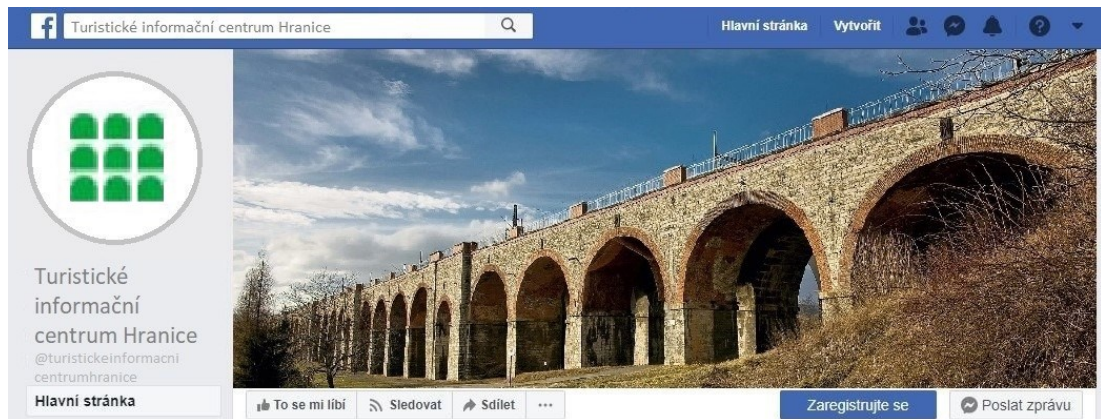 Turistické informační centrum Hranice
Hlavní stránka
Vytvořit
Turistické
informační
centrum Hranice
@turistickeinformacni
centrumhranice
Hlavní stránka
To se mi líbí
Sledovat
Sdílet
Zaregistrujte se
Poslat zprávu